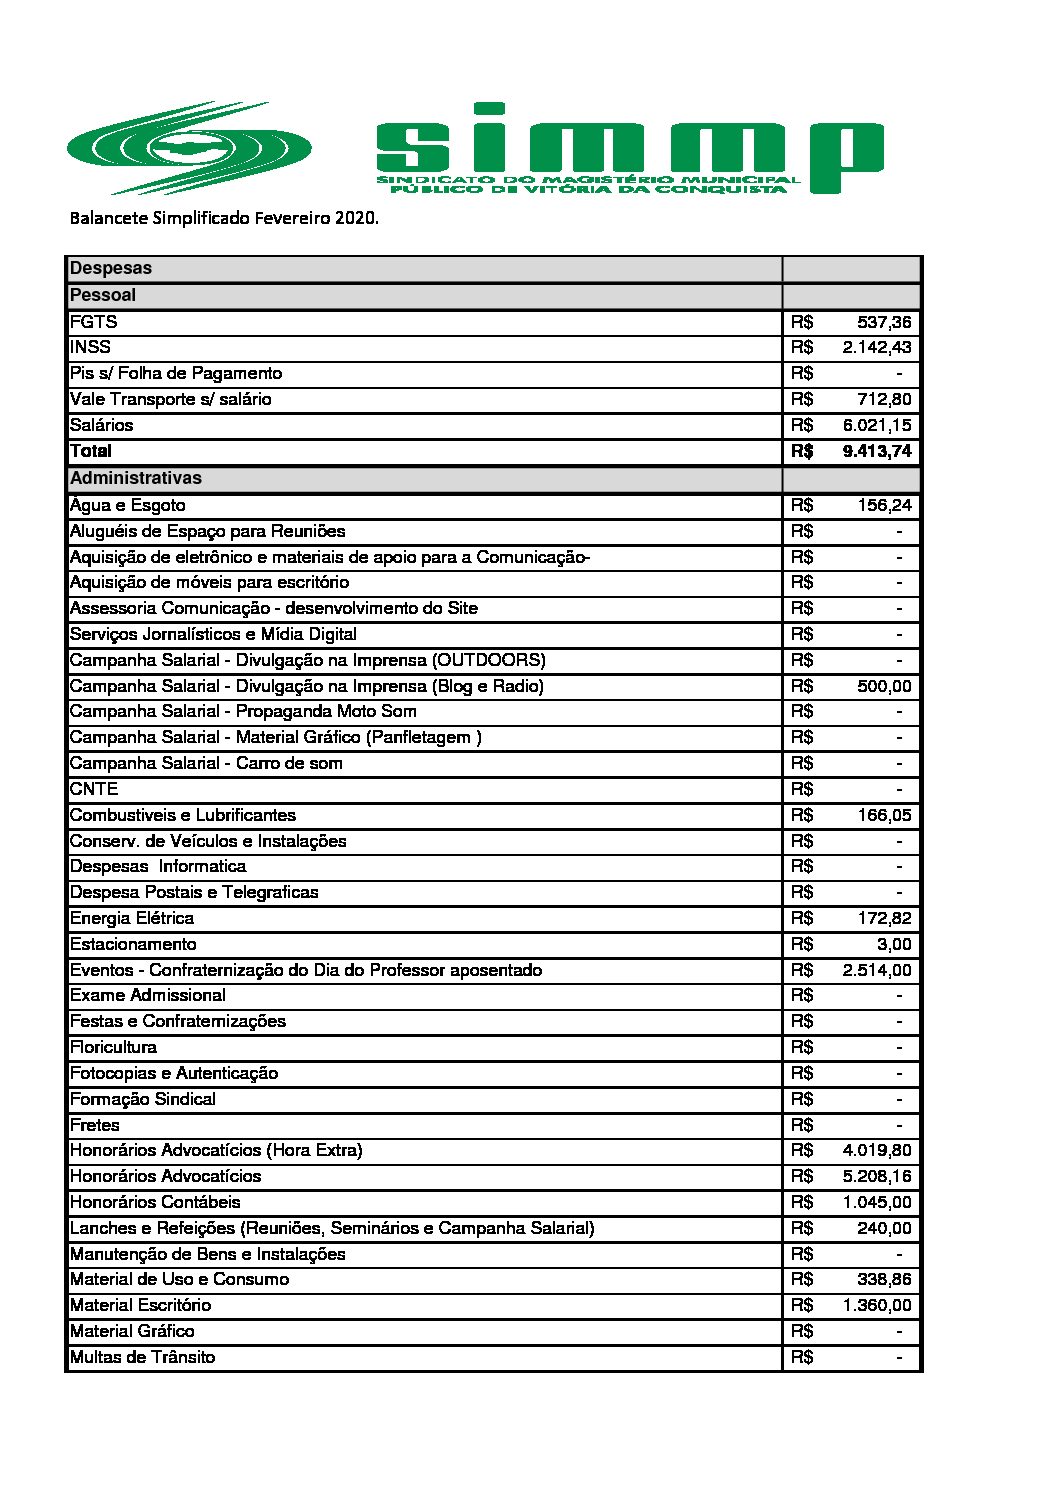 simmp
SINDICATO DO MAGISTÉRIO MUNICIPAL
PÚBLICO DE VITÓRIA DA CONQUISTA
Balancete Simplificado Fevereiro 2020.
Despesas
Pessoal
FGTS R$ 537,36
INSS R$ 2.142,43
Pis s/ Folha de Pagamento R$ -
Vale Transporte s/ salário R$ 712,80
Salários R$ 6.021,15
Total R$ 9.413,74
Administrativas
Água e Esgoto R$ 156,24
Aluguéis de Espaço para Reuniões R$ -
Aquisição de eletrônico e materiais de apoio para a Comunicação- R$ -
Aquisição de móveis para escritório R$ -
Assessoria Comunicação - desenvolvimento do Site R$ -
Serviços Jornalísticos e Mídia Digital R$ -
Campanha Salarial - Divulgação na Imprensa (OUTDOORS) R$ -
Campanha Salarial - Divulgação na Imprensa (Blog e Radio) R$ 500,00
Campanha Salarial - Propaganda Moto Som R$ -
Campanha Salarial - Material Gráfico (Panfletagem ) R$ -
Campanha Salarial - Carro de som R$ -
CNTE R$ -
Combustiveis e Lubrificantes R$ 166,05
Conserv. de Veículos e Instalações R$ -
Despesas  Informatica R$ -
Despesa Postais e Telegraficas R$ -
Energia Elétrica R$ 172,82
Estacionamento R$ 3,00
Eventos - Confraternização do Dia do Professor aposentado R$ 2.514,00
Exame Admissional R$ -
Festas e Confraternizações R$ -
Floricultura R$ -
Fotocopias e Autenticação R$ -
Formação Sindical R$ -
Fretes R$ -
Honorários Advocatícios (Hora Extra) R$ 4.019,80
Honorários Advocatícios R$ 5.208,16
Honorários Contábeis R$ 1.045,00
Lanches e Refeições (Reuniões, Seminários e Campanha Salarial) R$ 240,00
Manutenção de Bens e Instalações R$ -
Material de Uso e Consumo R$ 338,86
Material Escritório R$ 1.360,00
Material Gráfico R$ -
Multas de Trânsito R$ -